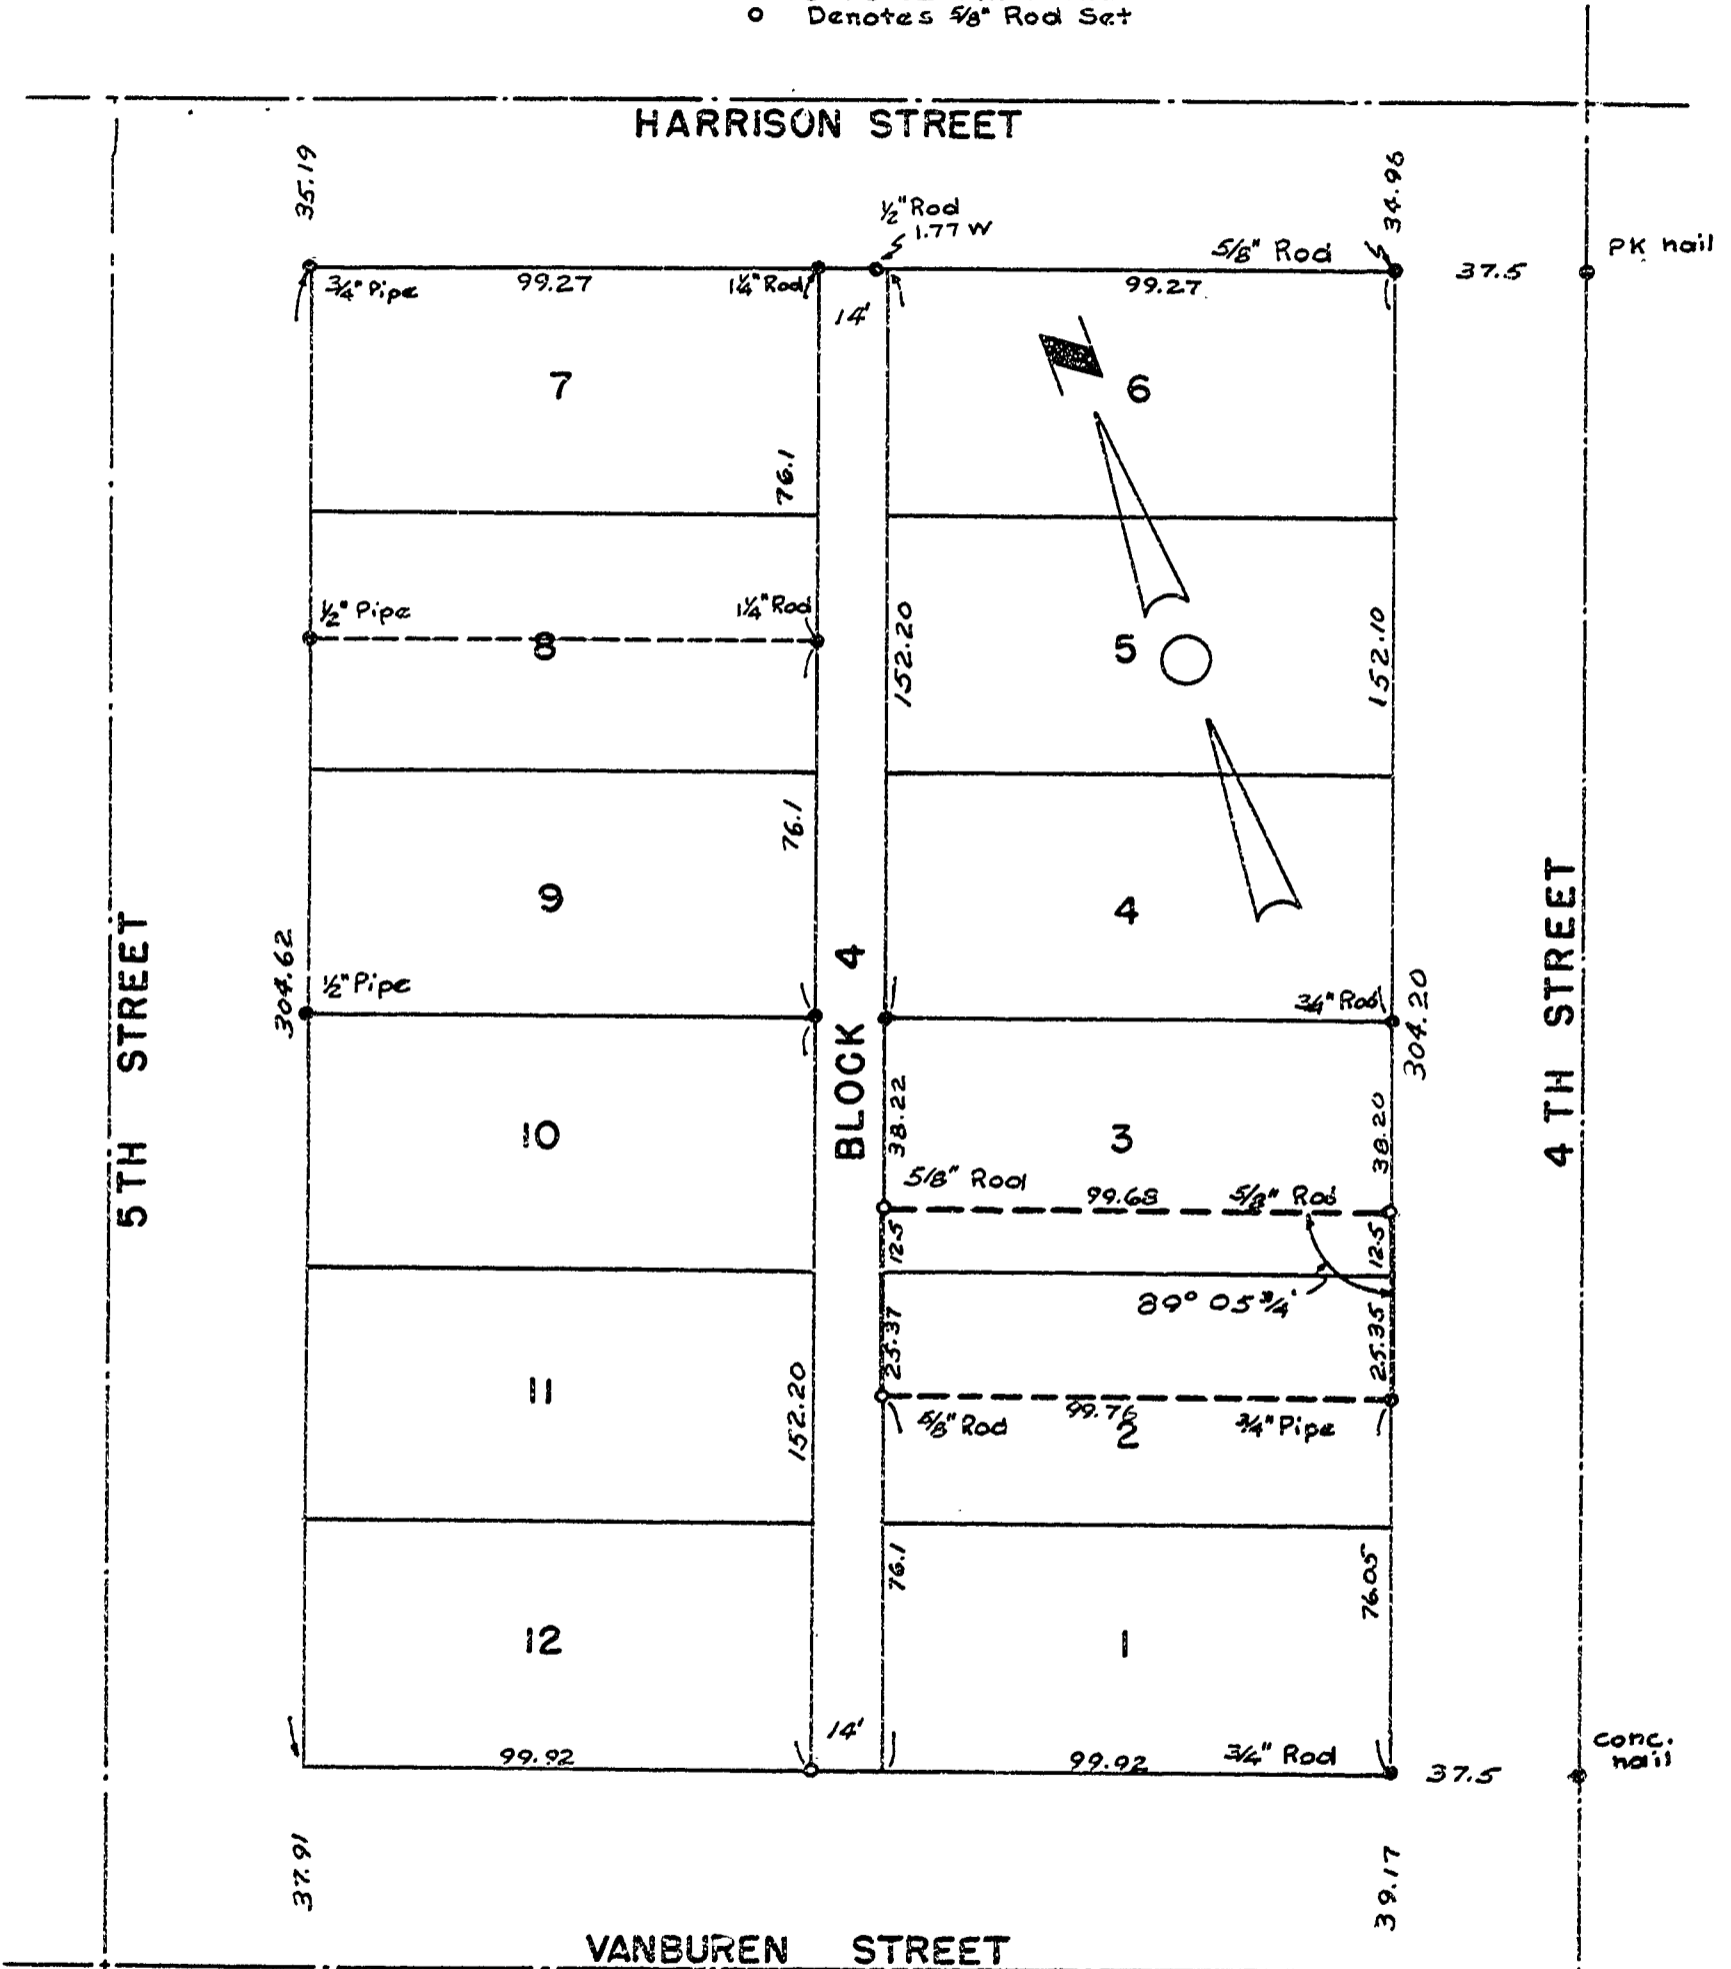 o Denotes 5/8" Rod Set
HARRISON STREET
35.19
34.96
1/2" Rod
1.77 W
5/8" Rod
PK nail
37.5
3/4" Pipe
99.27
1 1/4" Rod
99.27
14'
N
7
6
76.1
1/2" Pipe
1 1/4" Rod
8
5
152.20
152.10
76.1
9
4
BLOCK 4
5TH STREET
4TH STREET
304.62
1/2" Pipe
3/4" Rod
304.20
10
38.22
3
38.20
5/8" Rod
99.68
5/8" Rod
12.5
12.5
89° 05 3/4'
25.37
25.35
11
152.20
5/8" Rod
99.76
3/4" Pipe
2
76.1
76.05
12
1
14'
99.92
99.92
3/4" Rod
37.5
conc.
nail
37.91
39.17
VANBUREN STREET